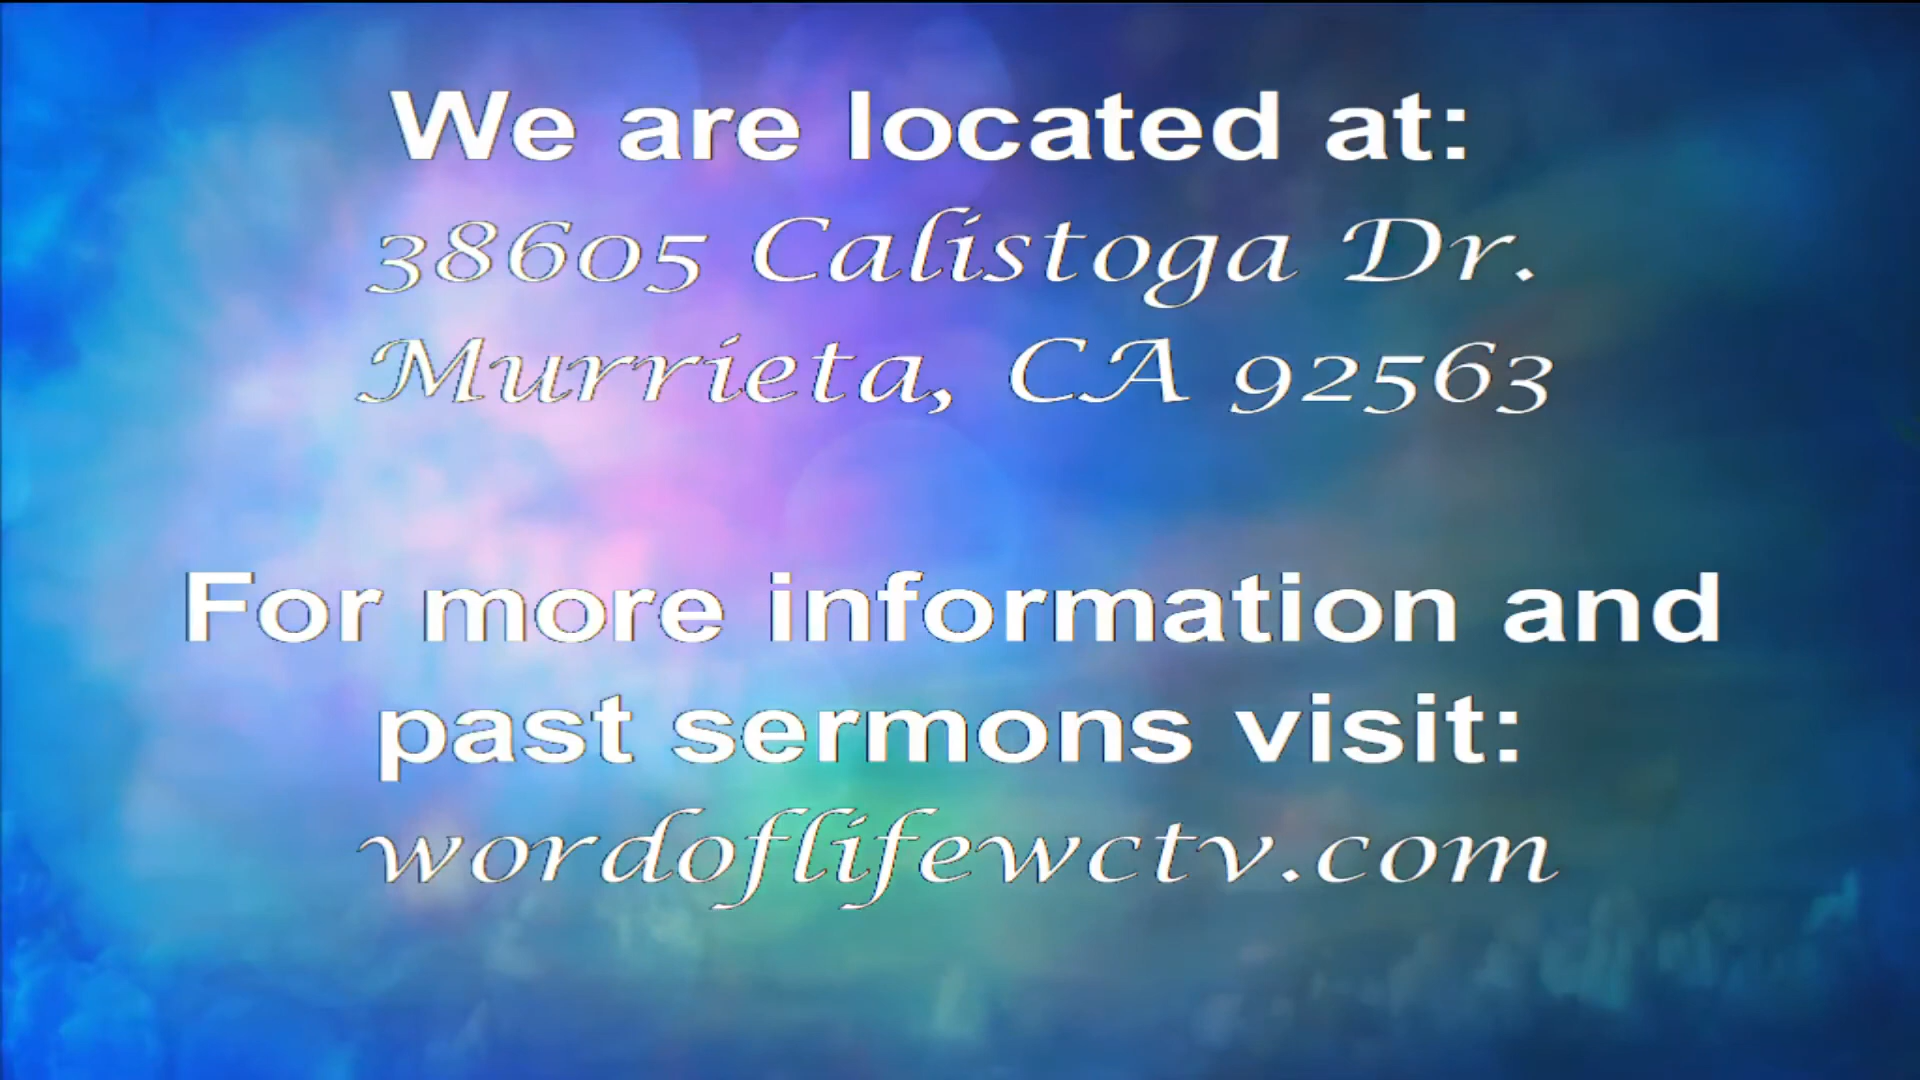 We are located at:
38605 Calistoga Dr.
Murrieta, CA 92563
For more information and
past sermons visit:
wordoflifewctv.com